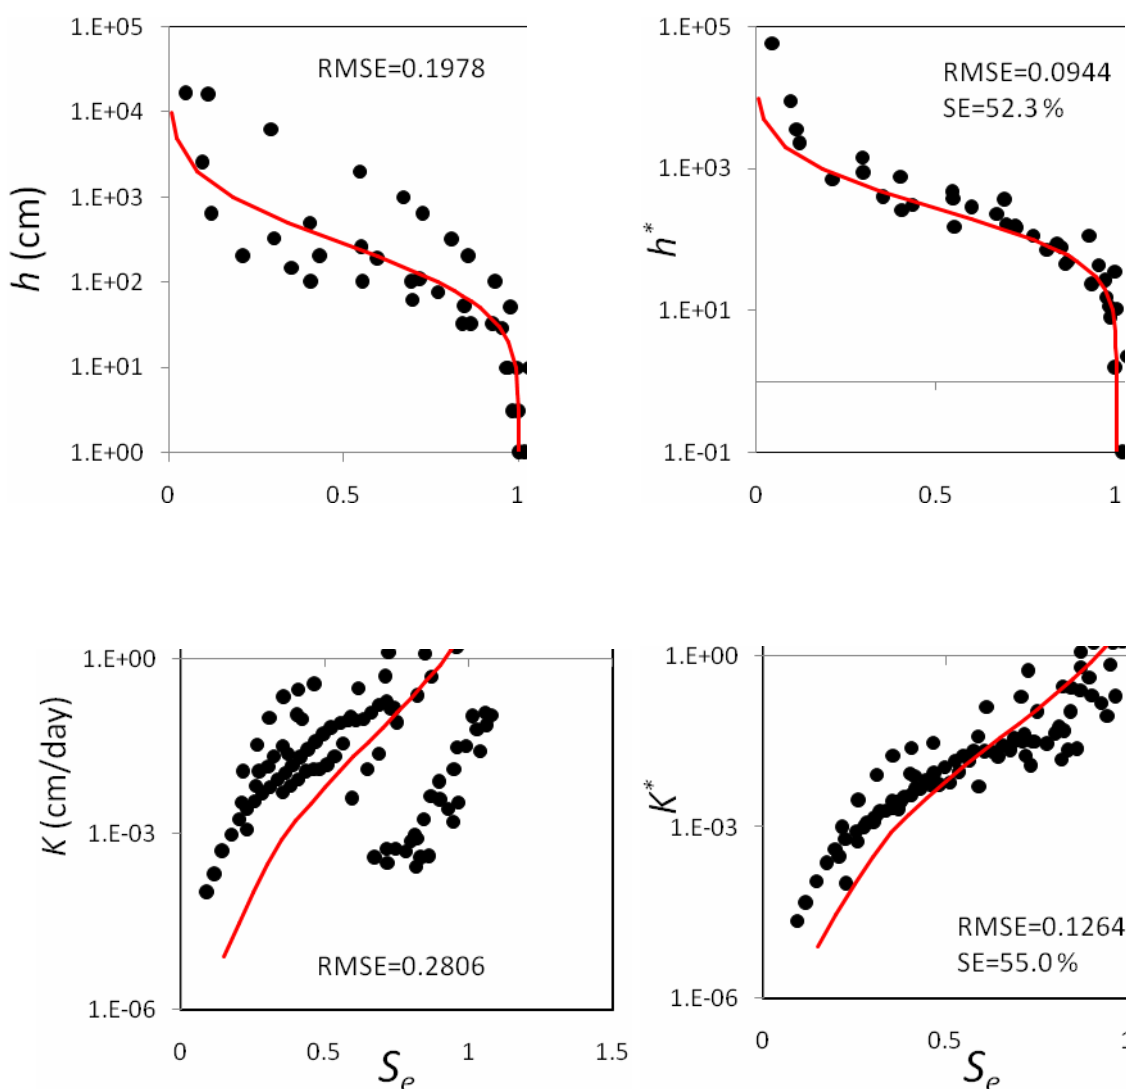 1.E+05
1.E+04
1.E+03
1.E+02
1.E+01
1.E+00
h (cm)
RMSE=0.1978
0 0.5 1
1.E+05
1.E+03
1.E+01
1.E-01
h*
RMSE=0.0944
SE=52.3%
0 0.5 1
1.E+00
1.E-03
1.E-06
K (cm/day)
RMSE=0.2806
0 0.5 1 1.5
Se
1.E+00
1.E-03
1.E-06
K*
RMSE=0.1264
SE=55.0%
0 0.5 1
Se